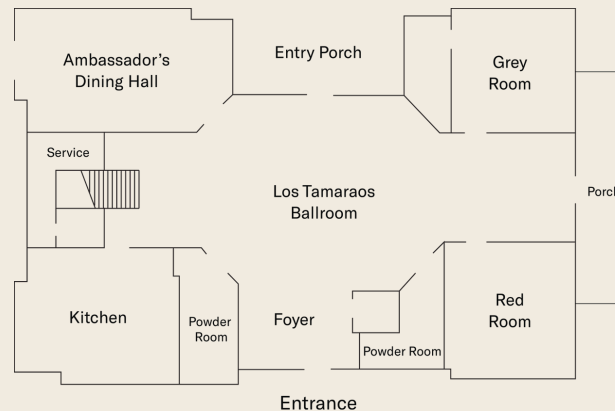 Ambassador's
Dining Hall
Entry Porch
Grey
Room
Service
Los Tamaraos
Ballroom
Porch
Kitchen
Powder
Room
Foyer
Powder Room
Red
Room
Entrance